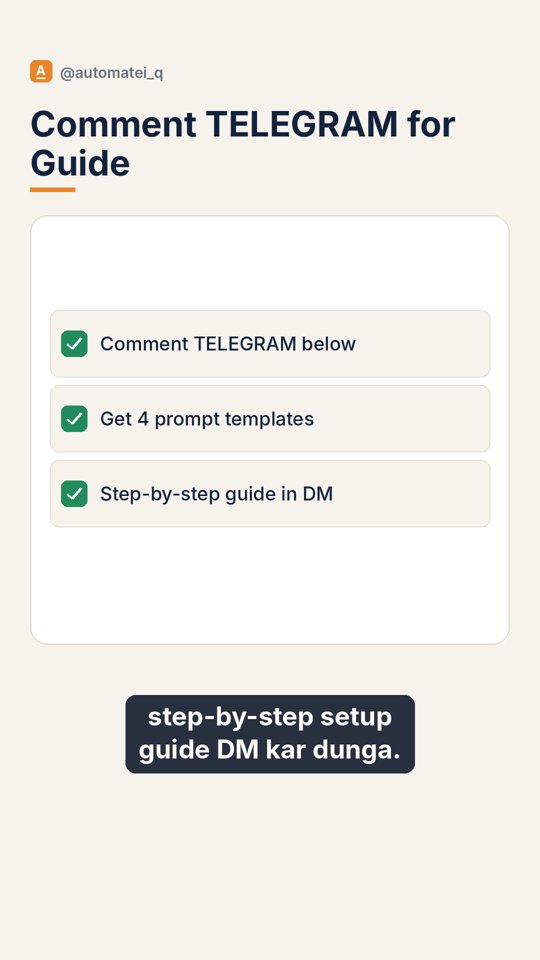 A
@automatei_q
Comment TELEGRAM for
Guide
Comment TELEGRAM below
Get 4 prompt templates
Step-by-step guide in DM
step-by-step setup
guide DM kar dunga.